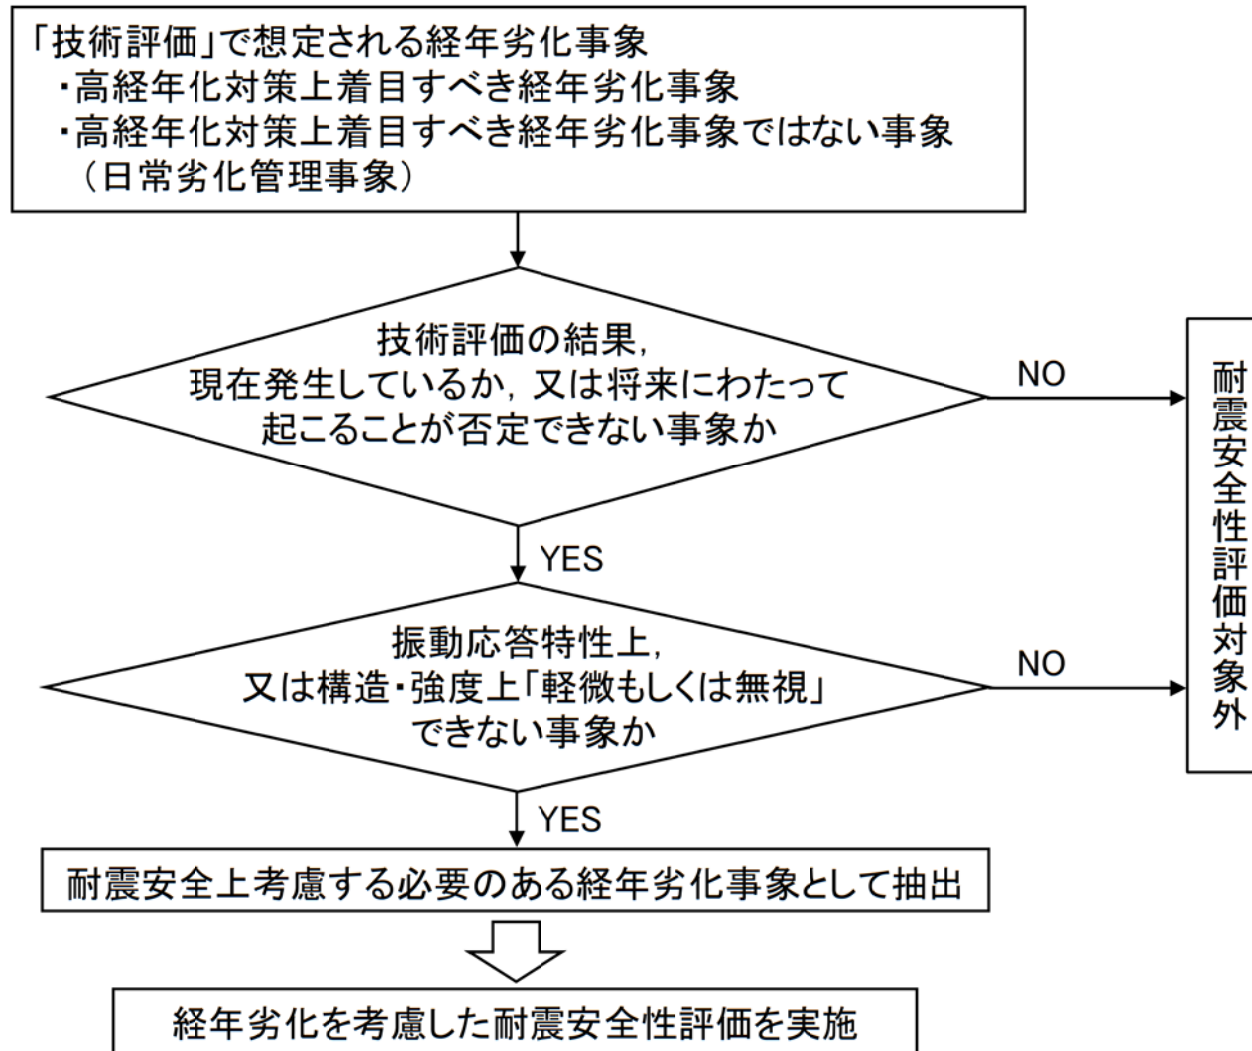 「技術評価」で想定される経年劣化事象
・高経年化対策上着目すべき経年劣化事象
・高経年化対策上着目すべき経年劣化事象ではない事象
（日常劣化管理事象）
技術評価の結果，
現在発生しているか，又は将来にわたって
起こることが否定できない事象か
NO
YES
振動応答特性上，
又は構造・強度上「軽微もしくは無視」
できない事象か
NO
YES
耐震安全性評価対象外
耐震安全上考慮する必要のある経年劣化事象として抽出
経年劣化を考慮した耐震安全性評価を実施